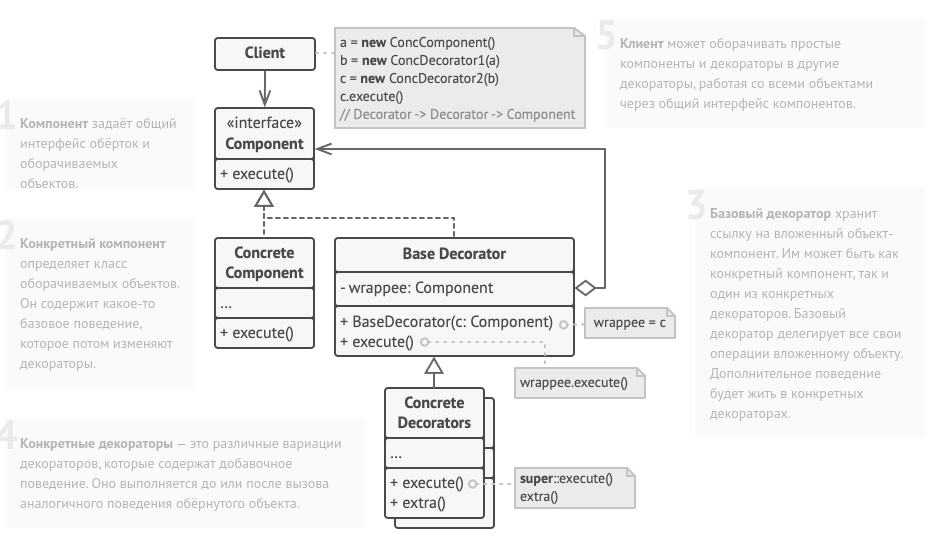 Client
a = new ConcComponent()
b = new ConcDecorator1(a)
c = new ConcDecorator2(b)
c.execute()
// Decorator -> Decorator -> Component
5
Клиент может оборачивать простые
компоненты и декораторы в другие
декораторы, работая со всеми объектами
через общий интерфейс компонентов.
1
Компонент задаёт общий
интерфейс обёрток и
оборачиваемых
объектов.
«interface»
Component
+ execute()
2
Конкретный компонент
определяет класс
оборачиваемых объектов.
Он содержит какое-то
базовое поведение,
которое потом изменяют
декораторы.
Concrete
Component
...
+ execute()
Base Decorator
- wrappee: Component
+ BaseDecorator(c: Component)
+ execute()
wrappee = c
wrappee.execute()
3
Базовый декоратор хранит
ссылку на вложенный объект-
компонент. Им может быть как
конкретный компонент, так и
один из конкретных
декораторов. Базовый
декоратор делегирует все свои
операции вложенному объекту.
Дополнительное поведение
будет жить в конкретных
декораторах.
4
Конкретные декораторы — это различные вариации
декораторов, которые содержат добавочное
поведение. Оно выполняется до или после вызова
аналогичного поведения обёрнутого объекта.
Concrete
Decorators
...
+ execute()
+ extra()
super::execute()
extra()